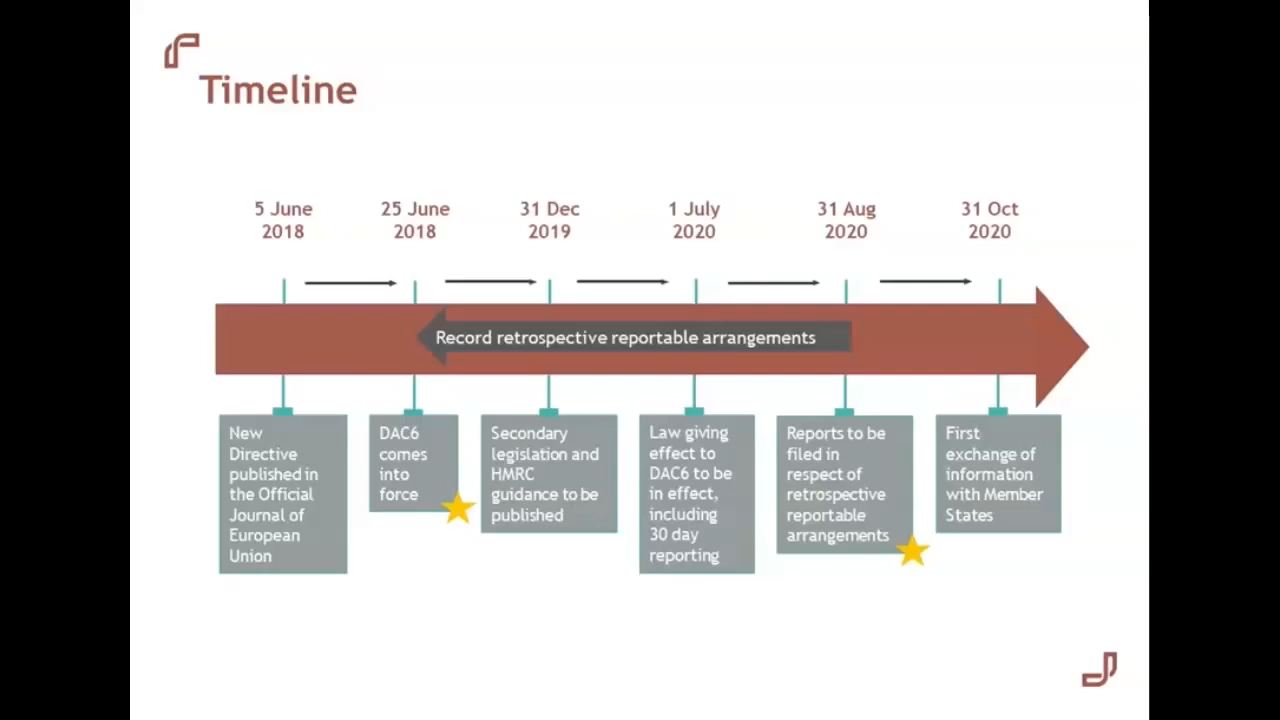 Timeline
5 June
2018
25 June
2018
31 Dec
2019
1 July
2020
31 Aug
2020
31 Oct
2020
Record retrospective reportable arrangements
New
Directive
published in
the Official
Journal of
European
Union
DAC6
comes
into
force
Secondary
legislation and
HMRC
guidance to be
published
Law giving
effect to
DAC6 to be
in effect,
including
30 day
reporting
Reports to be
filed in
respect of
retrospective
reportable
arrangements
First
exchange of
information
with Member
States